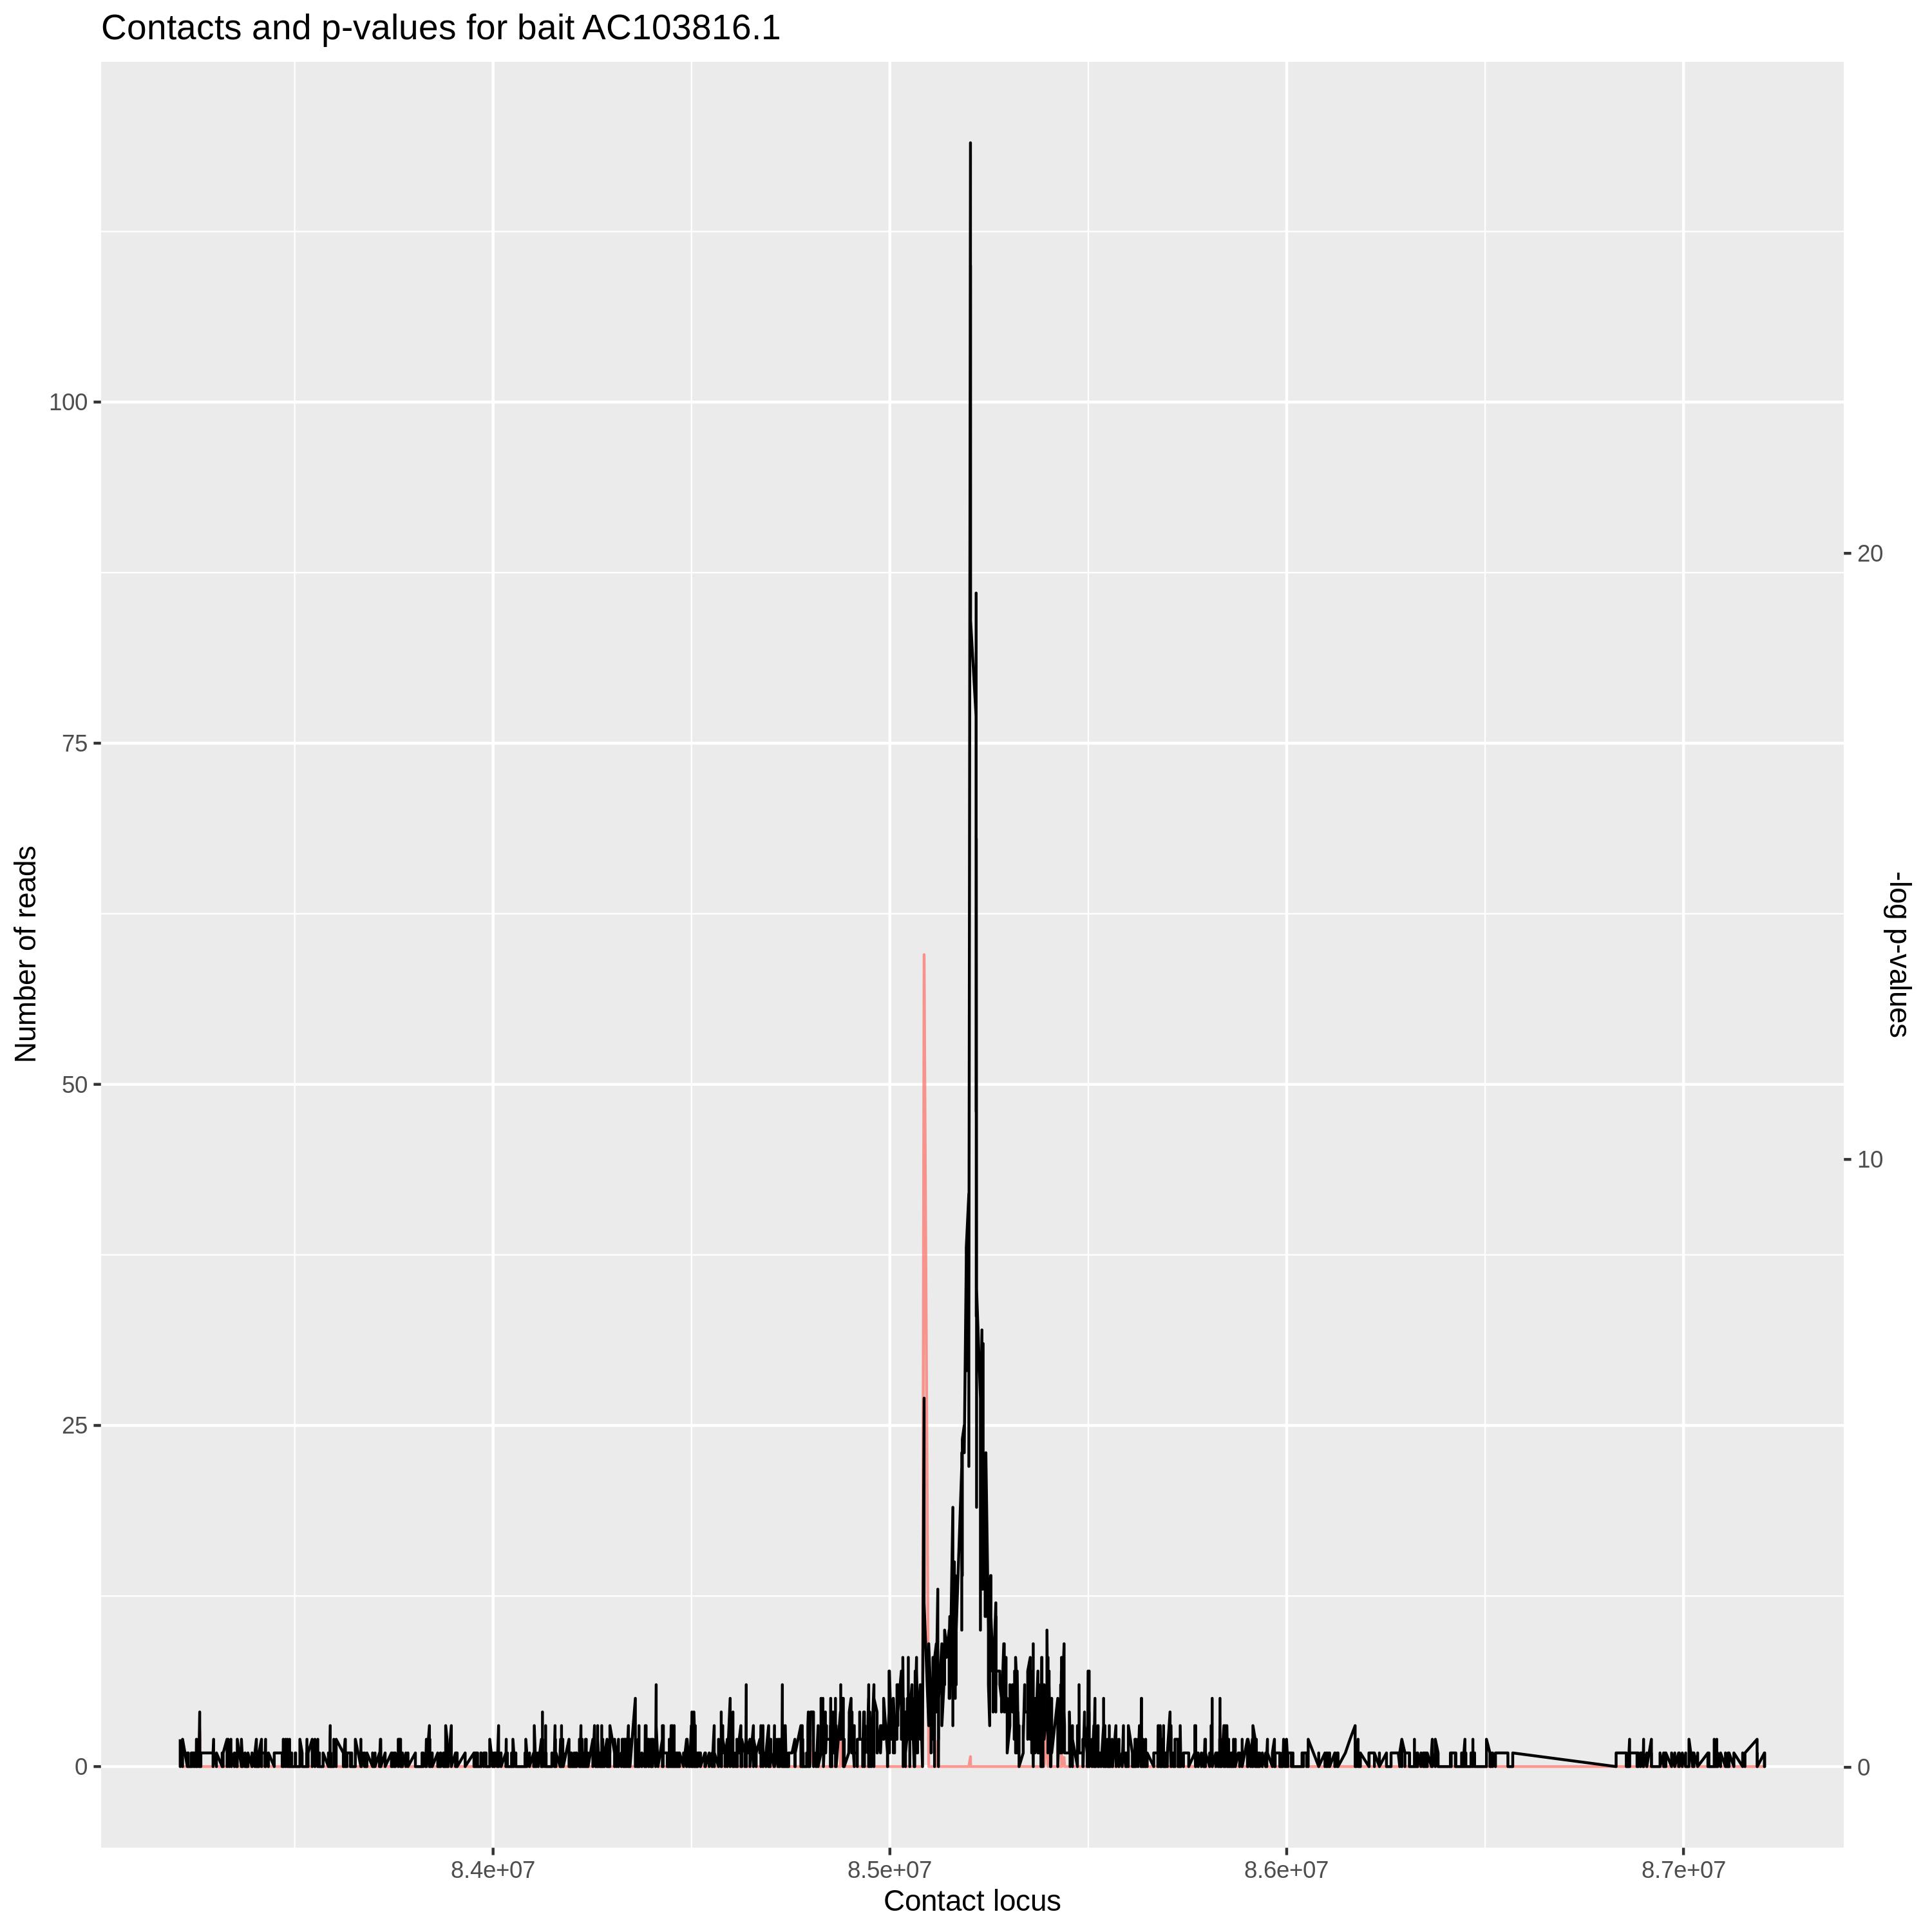 Contacts and p-values for bait AC103816.1
Number of reads
100
75
50
25
0
20
10
0
-log p-values
8.4e+07
8.5e+07
8.6e+07
8.7e+07
Contact locus